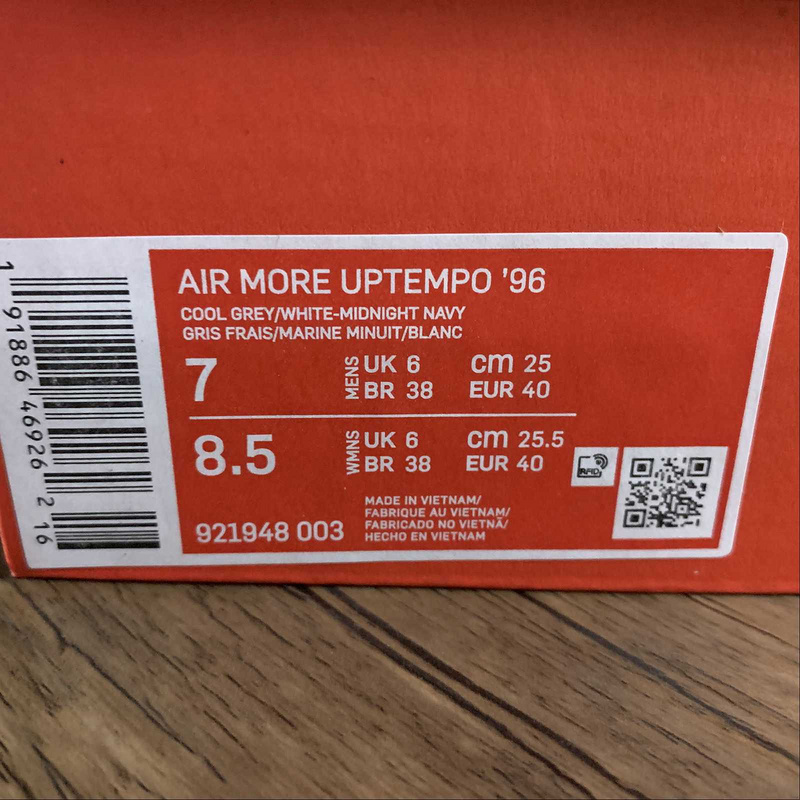 AIR MORE UPTEMPO '96
COOL GREY/WHITE-MIDNIGHT NAVY
GRIS FRAIS/MARINE MINUIT/BLANC
7 MENS UK 6 cm 25
BR 38 EUR 40
8.5 WMNS UK 6 cm 25.5
BR 38 EUR 40
RFID
921948 003
MADE IN VIETNAM/
FABRIQUE AU VIETNAM/
FABRICADO NO VIETNÃ/
HECHO EN VIETNAM
1 91886 46926 2 16